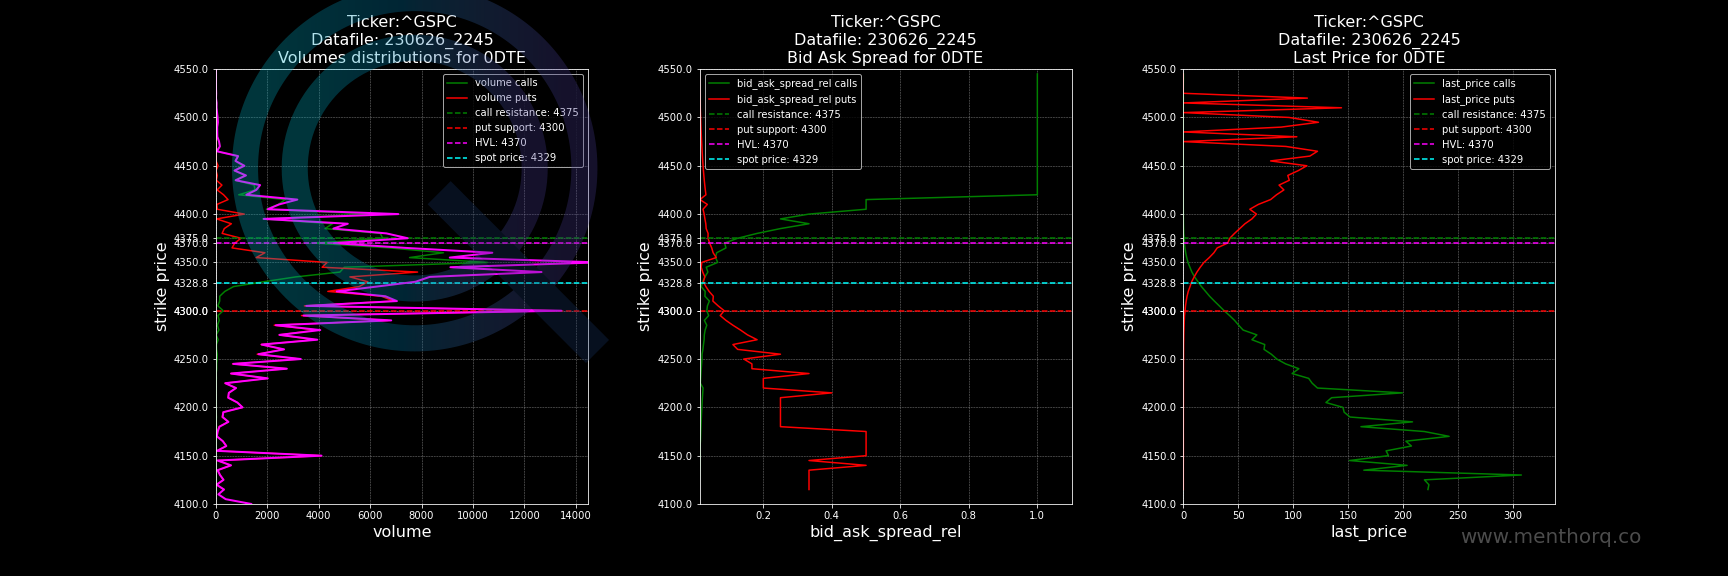 Ticker:^GSPC
Datafile: 230626_2245
Volumes distributions for 0DTE
volume calls
volume puts
call resistance: 4375
put support: 4300
HVL: 4370
spot price: 4329
4550.0
4500.0
4450.0
4400.0
4375.0
4370.0
4350.0
4328.8
4300.0
4250.0
4200.0
4150.0
4100.0
strike price
0 2000 4000 6000 8000 10000 12000 14000
volume
Ticker:^GSPC
Datafile: 230626_2245
Bid Ask Spread for 0DTE
bid_ask_spread_rel calls
bid_ask_spread_rel puts
call resistance: 4375
put support: 4300
HVL: 4370
spot price: 4329
4550.0
4500.0
4450.0
4400.0
4375.0
4370.0
4350.0
4328.8
4300.0
4250.0
4200.0
4150.0
4100.0
strike price
0.2 0.4 0.6 0.8 1.0
bid_ask_spread_rel
Ticker:^GSPC
Datafile: 230626_2245
Last Price for 0DTE
last_price calls
last_price puts
call resistance: 4375
put support: 4300
HVL: 4370
spot price: 4329
4550.0
4500.0
4450.0
4400.0
4375.0
4370.0
4350.0
4328.8
4300.0
4250.0
4200.0
4150.0
4100.0
strike price
0 50 100 150 200 250 300
last_price
www.menthorq.co